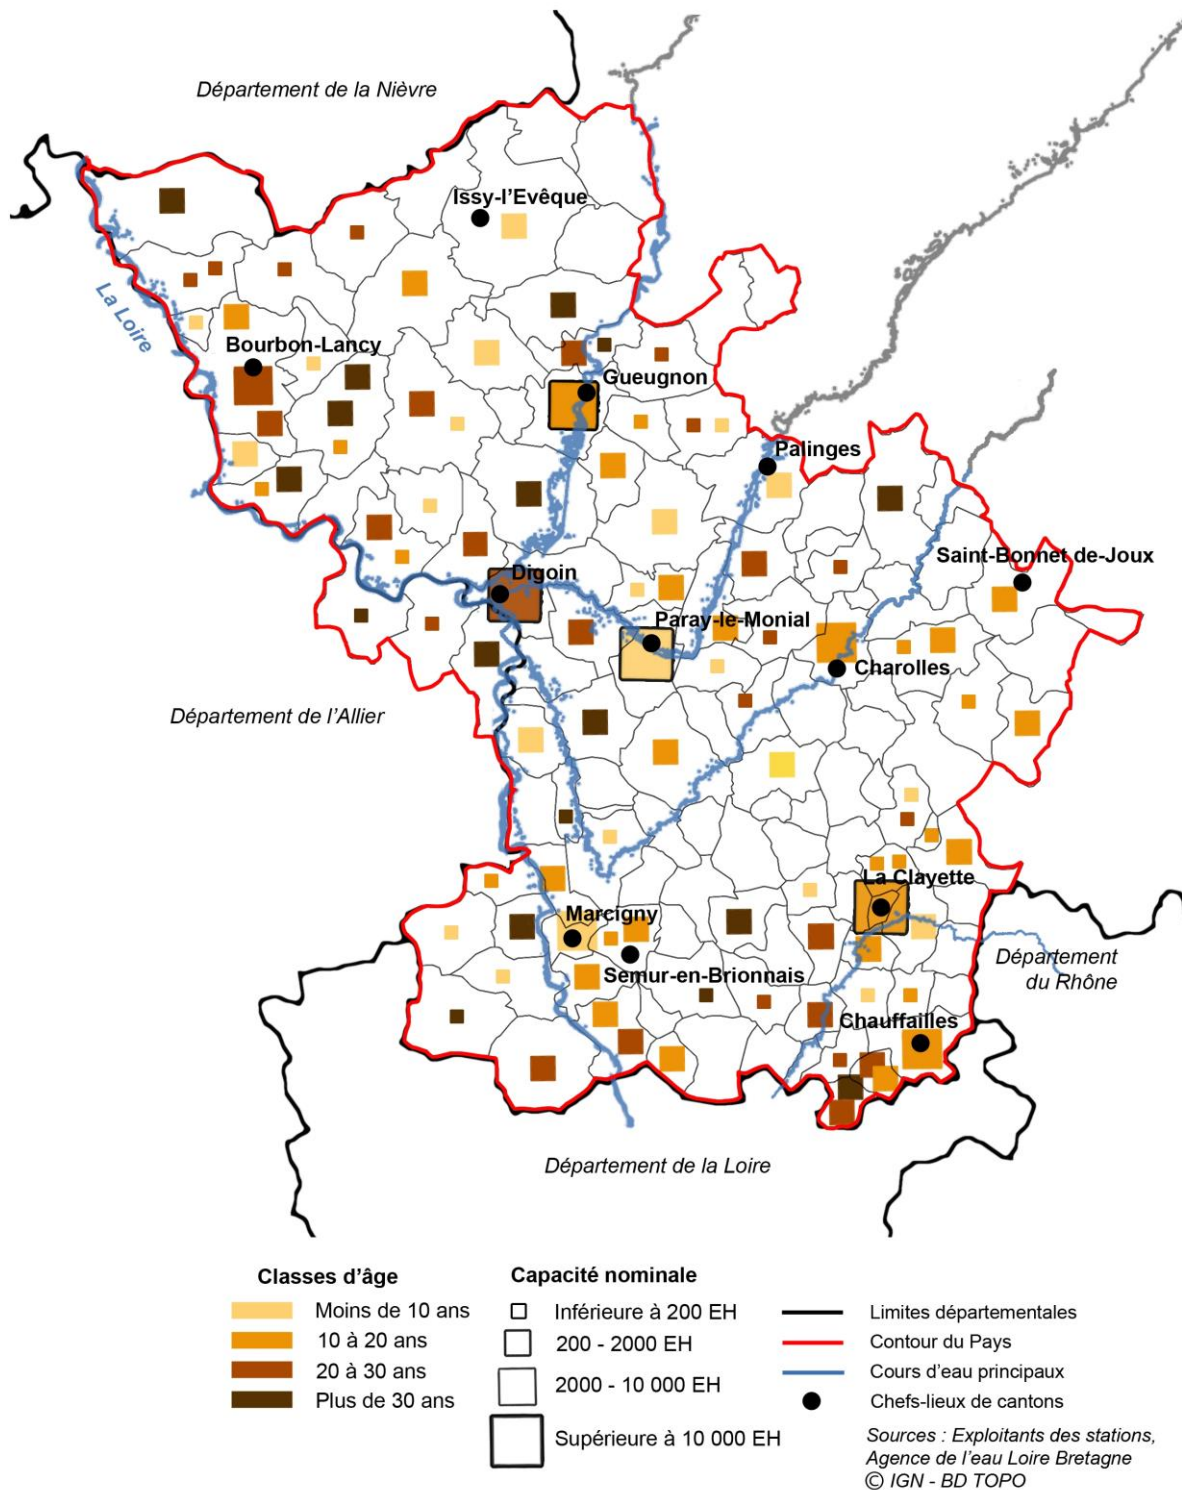 Département de la Nièvre
Issy-l'Evêque
La Loire
Bourbon-Lancy
Gueugnon
Palinges
Saint-Bonnet de-Joux
Digoin
Paray-le-Monial
Charolles
Département de l'Allier
La Clayette
Marcigny
Semur-en-Brionnais
Département
du Rhône
Chauffailles
Département de la Loire
Classes d'âge
Moins de 10 ans
10 à 20 ans
20 à 30 ans
Plus de 30 ans
Capacité nominale
Inférieure à 200 EH
200 - 2000 EH
2000 - 10 000 EH
Supérieure à 10 000 EH
Limites départementales
Contour du Pays
Cours d'eau principaux
Chefs-lieux de cantons
Sources : Exploitants des stations,
Agence de l'eau Loire Bretagne
© IGN - BD TOPO